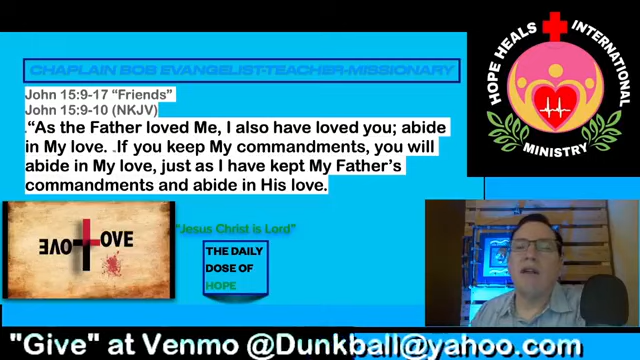 CHAPLAIN BOB EVANGELIST-TEACHER-MISSIONARY
John 15:9-17 “Friends”
John 15:9-10 (NKJV)
“As the Father loved Me, I also have loved you; abide
in My love. If you keep My commandments, you will
abide in My love, just as I have kept My Father’s
commandments and abide in His love.
HOPE HEALS INTERNATIONAL
MINISTRY
LOVE
OVE
"Jesus Christ is Lord"
THE DAILY
DOSE OF
HOPE
"Give" at Venmo @Dunkball@yahoo.com